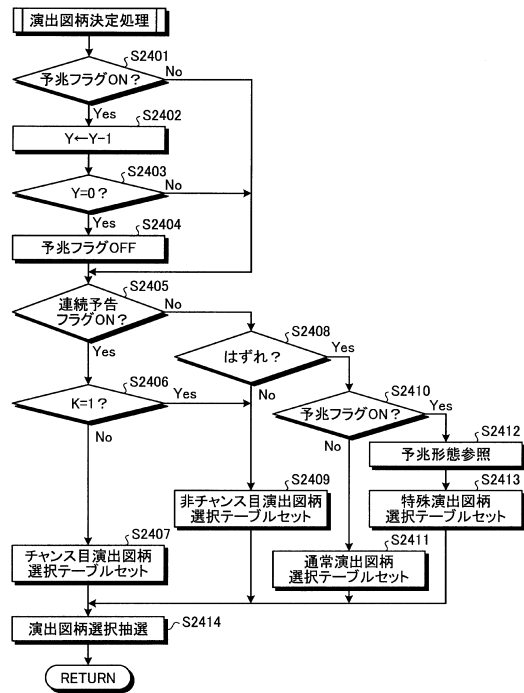 演出図柄決定処理
S2401
予兆フラグON?
No
Yes
S2402
Y←Y-1
S2403
Y=0?
No
Yes
S2404
予兆フラグOFF
S2405
連続予告
フラグON?
No
Yes
S2408
はずれ?
Yes
No
S2406
K=1?
Yes
No
S2410
予兆フラグON?
Yes
No
S2412
予兆形態参照
S2409
非チャンス目演出図柄
選択テーブルセット
S2413
特殊演出図柄
選択テーブルセット
S2407
チャンス目演出図柄
選択テーブルセット
S2411
通常演出図柄
選択テーブルセット
S2414
演出図柄選択抽選
RETURN